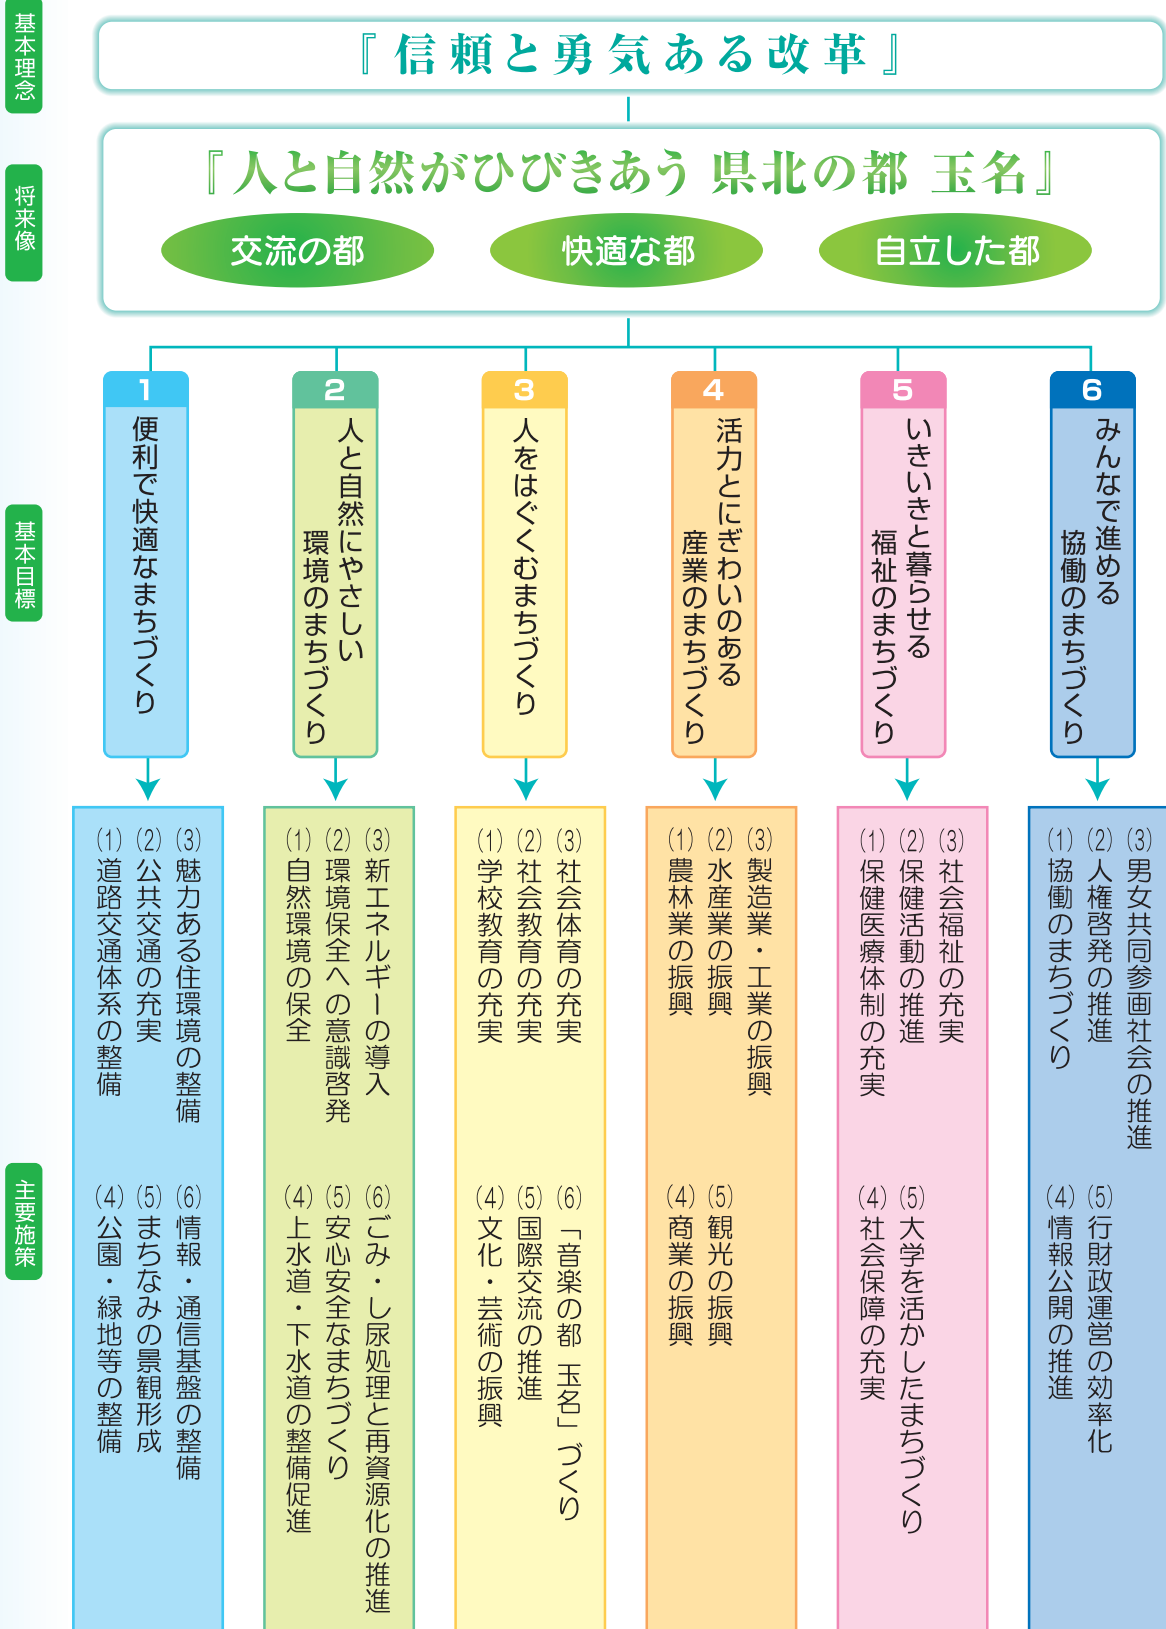 基本理念
『信頼と勇気ある改革』
将来像
『人と自然がひびきあう 県北の都 玉名』
交流の都
快適な都
自立した都
基本目標
1
便利で快適なまちづくり
2
人と自然にやさしい
環境のまちづくり
3
人をはぐくむまちづくり
4
活力とにぎわいのある
産業のまちづくり
5
いきいきと暮らせる
福祉のまちづくり
6
みんなで進める
協働のまちづくり
主要施策
(1)道路交通体系の整備
(2)公共交通の充実
(3)魅力ある住環境の整備
(4)公園・緑地等の整備
(5)まちなみの景観形成
(6)情報・通信基盤の整備
(1)自然環境の保全
(2)環境保全への意識啓発
(3)新エネルギーの導入
(4)上水道・下水道の整備促進
(5)安心安全なまちづくり
(6)ごみ・し尿処理と再資源化の推進
(1)学校教育の充実
(2)社会教育の充実
(3)社会体育の充実
(4)文化・芸術の振興
(5)国際交流の推進
(6)「音楽の都 玉名」づくり
(1)農林業の振興
(2)水産業の振興
(3)製造業・工業の振興
(4)商業の振興
(5)観光の振興
(1)保健医療体制の充実
(2)保健活動の推進
(3)社会福祉の充実
(4)社会保障の充実
(5)大学を活かしたまちづくり
(1)協働のまちづくり
(2)人権啓発の推進
(3)男女共同参画社会の推進
(4)情報公開の推進
(5)行財政運営の効率化